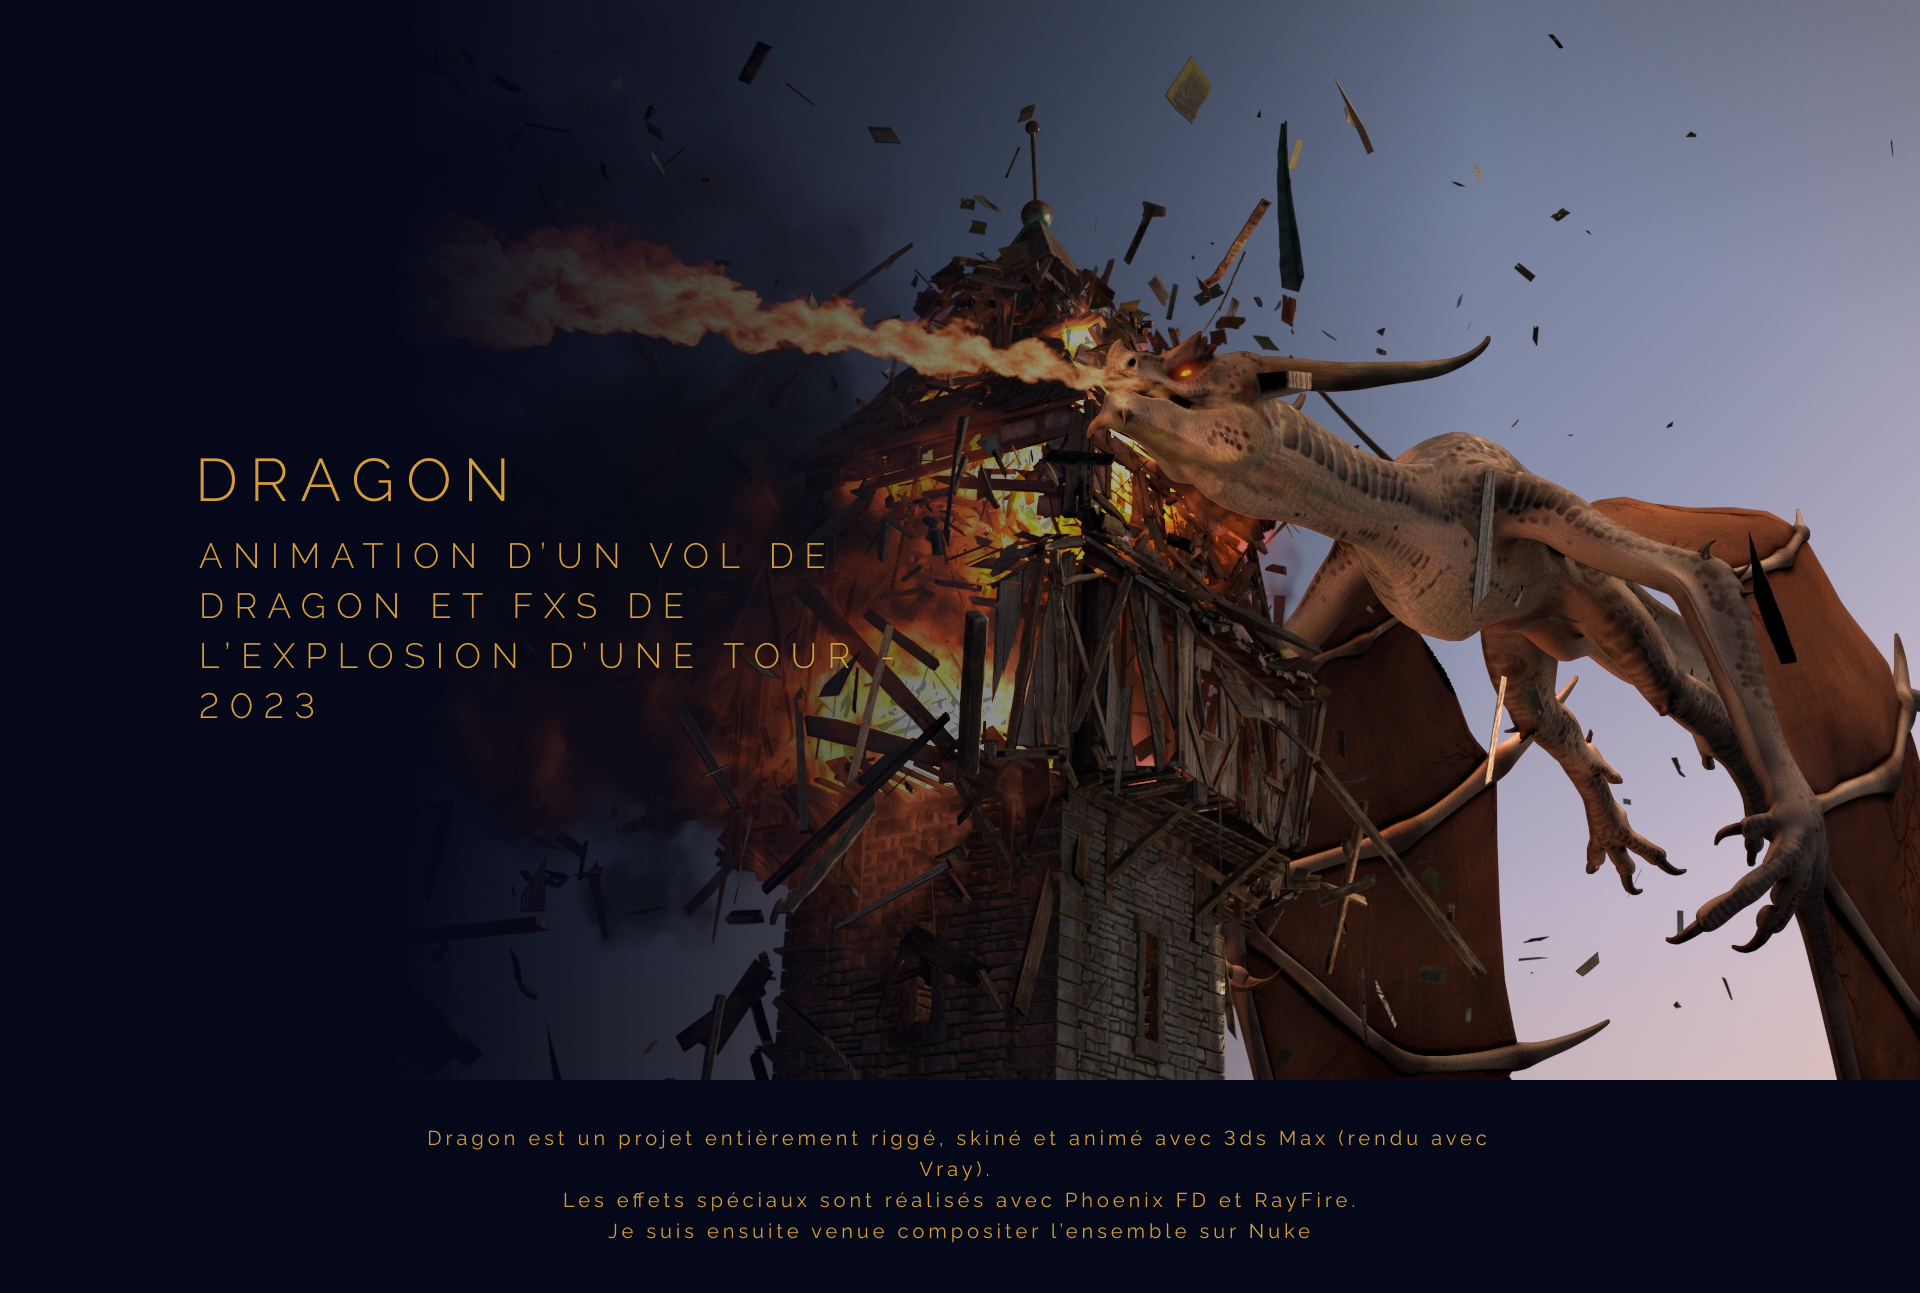 DRAGON
ANIMATION D’UN VOL DE
DRAGON ET FXS DE
L’EXPLOSION D’UNE TOUR -
2023
Dragon est un projet entièrement riggé, skiné et animé avec 3ds Max (rendu avec
Vray).
Les effets spéciaux sont réalisés avec Phoenix FD et RayFire.
Je suis ensuite venue compositer l’ensemble sur Nuke